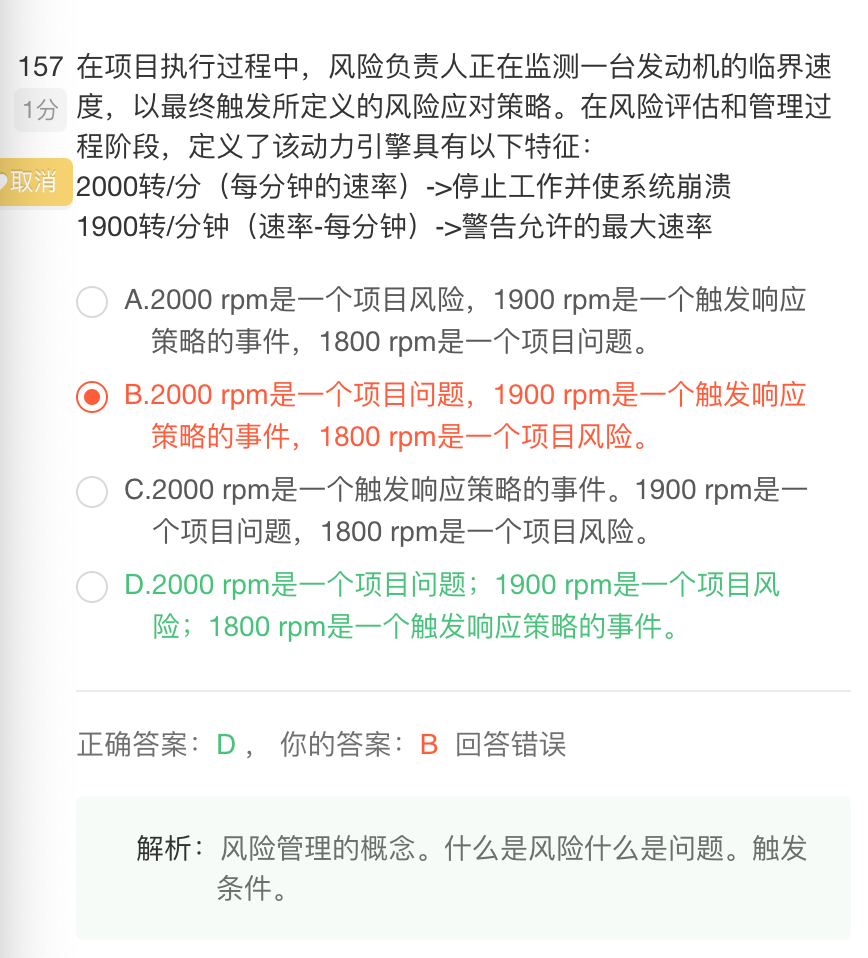 157 在项目执行过程中，风险负责人正在监测一台发动机的临界速
1分 度，以最终触发所定义的风险应对策略。在风险评估和管理过
程阶段，定义了该动力引擎具有以下特征：
取消 2000转/分（每分钟的速率）->停止工作并使系统崩溃
1900转/分钟（速率-每分钟）->警告允许的最大速率
A.2000 rpm是一个项目风险，1900 rpm是一个触发响应
策略的事件，1800 rpm是一个项目问题。
B.2000 rpm是一个项目问题，1900 rpm是一个触发响应
策略的事件，1800 rpm是一个项目风险。
C.2000 rpm是一个触发响应策略的事件。1900 rpm是一
个项目问题，1800 rpm是一个项目风险。
D.2000 rpm是一个项目问题；1900 rpm是一个项目风
险；1800 rpm是一个触发响应策略的事件。
正确答案：D ， 你的答案：B 回答错误
解析：风险管理的概念。什么是风险什么是问题。触发
条件。